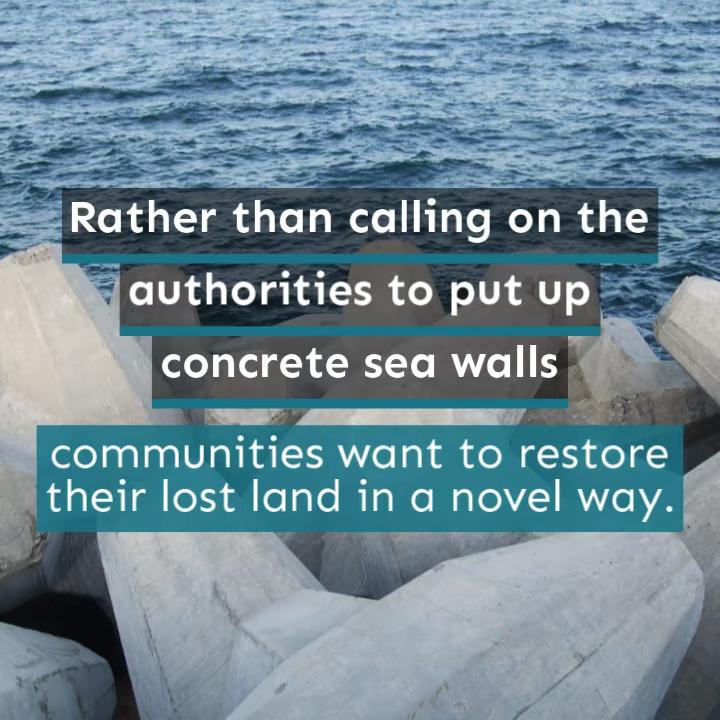 Rather than calling on the
authorities to put up
concrete sea walls
communities want to restore
their lost land in a novel way.